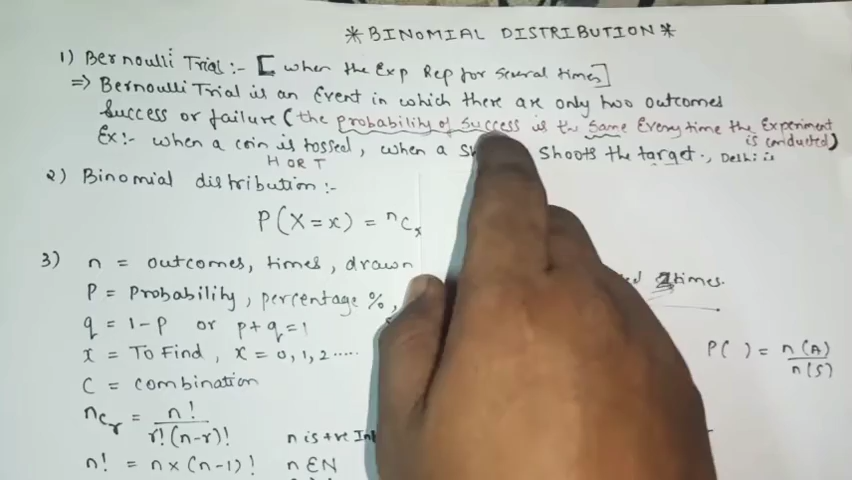 *BINOMIAL DISTRIBUTION*
1) Bernoulli Trial :- [when the Exp Rep for several times]
⇒ Bernoulli Trial is an Event in which there are only two outcomes
Success or failure (the probability of success is the same Every time the Experiment is conducted)
Ex:- when a coin is tossed, when a shoots the target., Delhi is
H OR T
2) Binomial distribution :-
P(X=x) = ⁿCₓ
3) n = outcomes, times, drawn times.
P = Probability, percentage %,
q = 1-p or p+q=1
x = To Find, x = 0, 1, 2 .....
P( ) = n(A)/n(S)
C = combination
nCr = n!/r!(n-r)! n is +ve Int
n! = n×(n-1)! n∈N